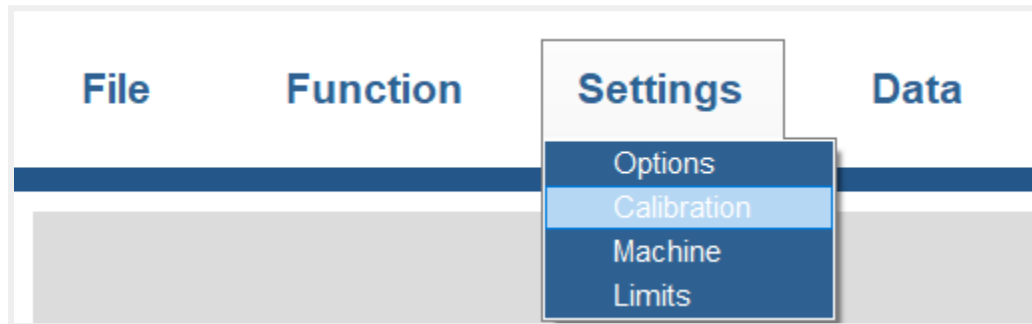 File Function Settings Data
Options
Calibration
Machine
Limits